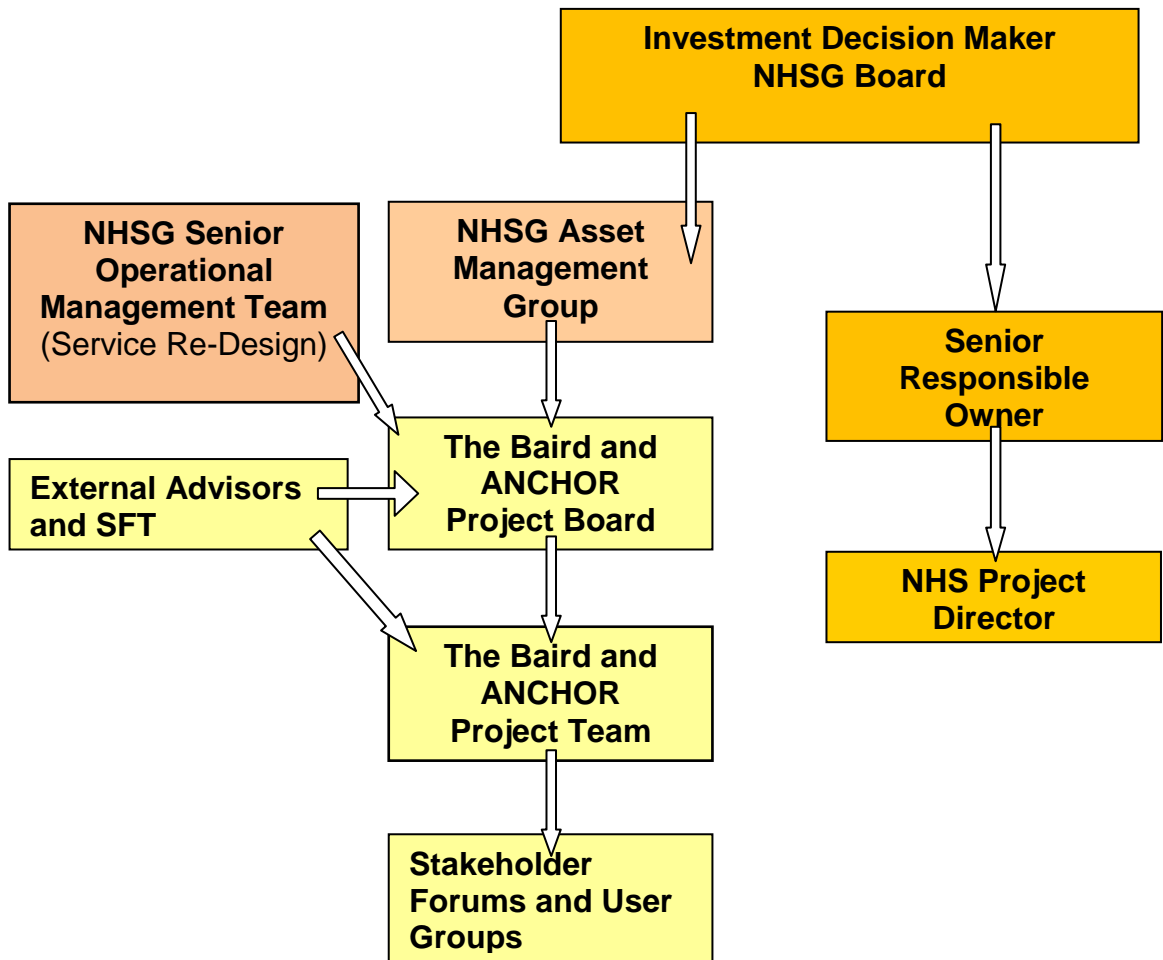 Investment Decision Maker
NHSG Board
NHSG Senior
Operational
Management Team
(Service Re-Design)
NHSG Asset
Management
Group
Senior
Responsible
Owner
External Advisors
and SFT
The Baird and
ANCHOR
Project Board
NHS Project
Director
The Baird and
ANCHOR
Project Team
Stakeholder
Forums and User
Groups